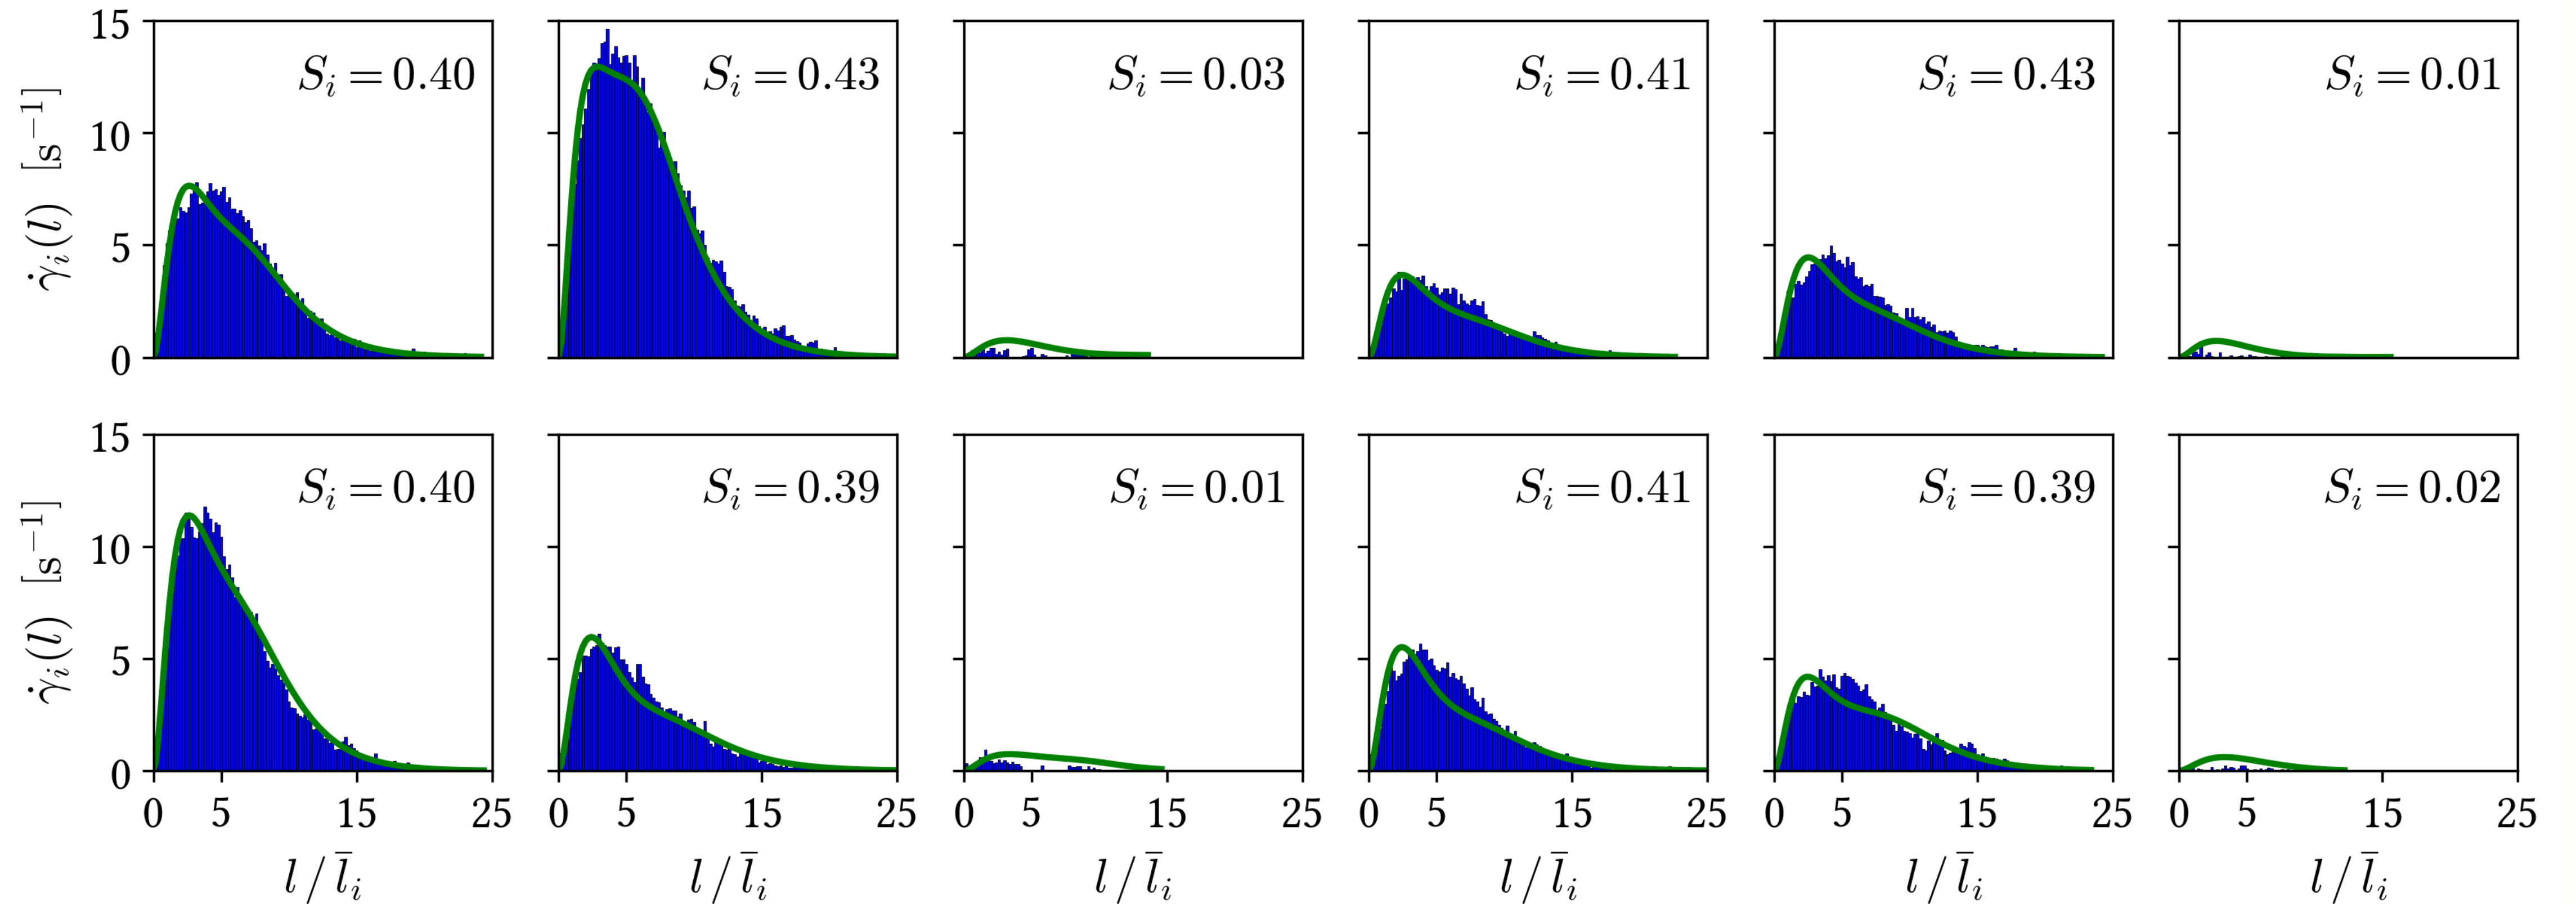 15
10
5
0
γ̇ᵢ(l) [s⁻¹]
Sᵢ = 0.40
Sᵢ = 0.43
Sᵢ = 0.03
Sᵢ = 0.41
Sᵢ = 0.43
Sᵢ = 0.01
15
10
5
0
γ̇ᵢ(l) [s⁻¹]
Sᵢ = 0.40
Sᵢ = 0.39
Sᵢ = 0.01
Sᵢ = 0.41
Sᵢ = 0.39
Sᵢ = 0.02
0 5 15 25
0 5 15 25
0 5 15 25
0 5 15 25
0 5 15 25
0 5 15 25
l / l̄ᵢ
l / l̄ᵢ
l / l̄ᵢ
l / l̄ᵢ
l / l̄ᵢ
l / l̄ᵢ